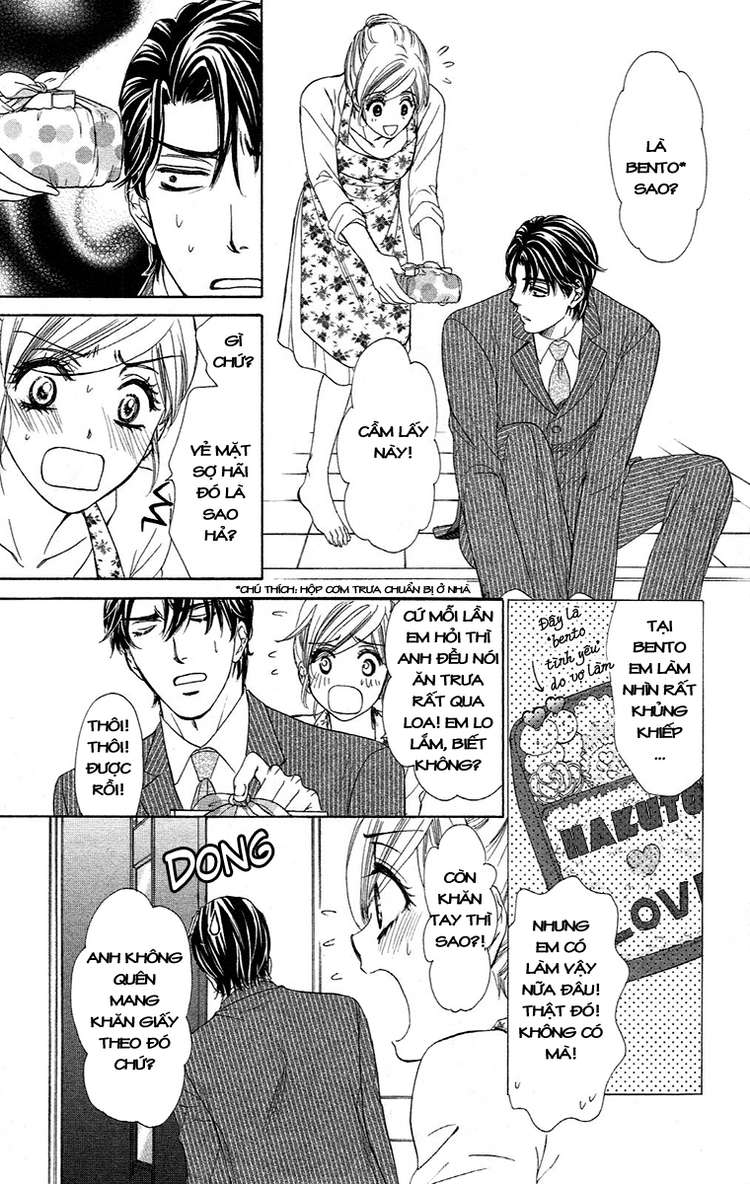 LÀ
BENTO*
SAO?
CẦM LẤY
NÀY!
GÌ
CHỨ?
VẺ MẶT
SỢ HÃI
ĐÓ LÀ
SAO
HẢ?
*CHÚ THÍCH: HỘP CƠM TRƯA CHUẨN BỊ Ở NHÀ
TẠI
BENTO
EM LÀM
NHÌN RẤT
KHỦNG
KHIẾP
...
Đây là
"bento
tình yêu"
do vợ làm
HAKUTO
LOVE
NHƯNG
EM CÓ
LÀM VẬY
NỮA ĐÂU!
THẬT ĐÓ!
KHÔNG CÓ
MÀ!
CỨ MỖI LẦN
EM HỎI THÌ
ANH ĐỀU NÓI
ĂN TRƯA
RẤT QUA
LOA! EM LO
LẮM, BIẾT
KHÔNG?
THÔI!
THÔI!
ĐƯỢC
RỒI!
CÒN
KHĂN
TAY THÌ
SAO?!
DONG
ANH KHÔNG
QUÊN
MANG
KHĂN GIẤY
THEO ĐÓ
CHỨ?